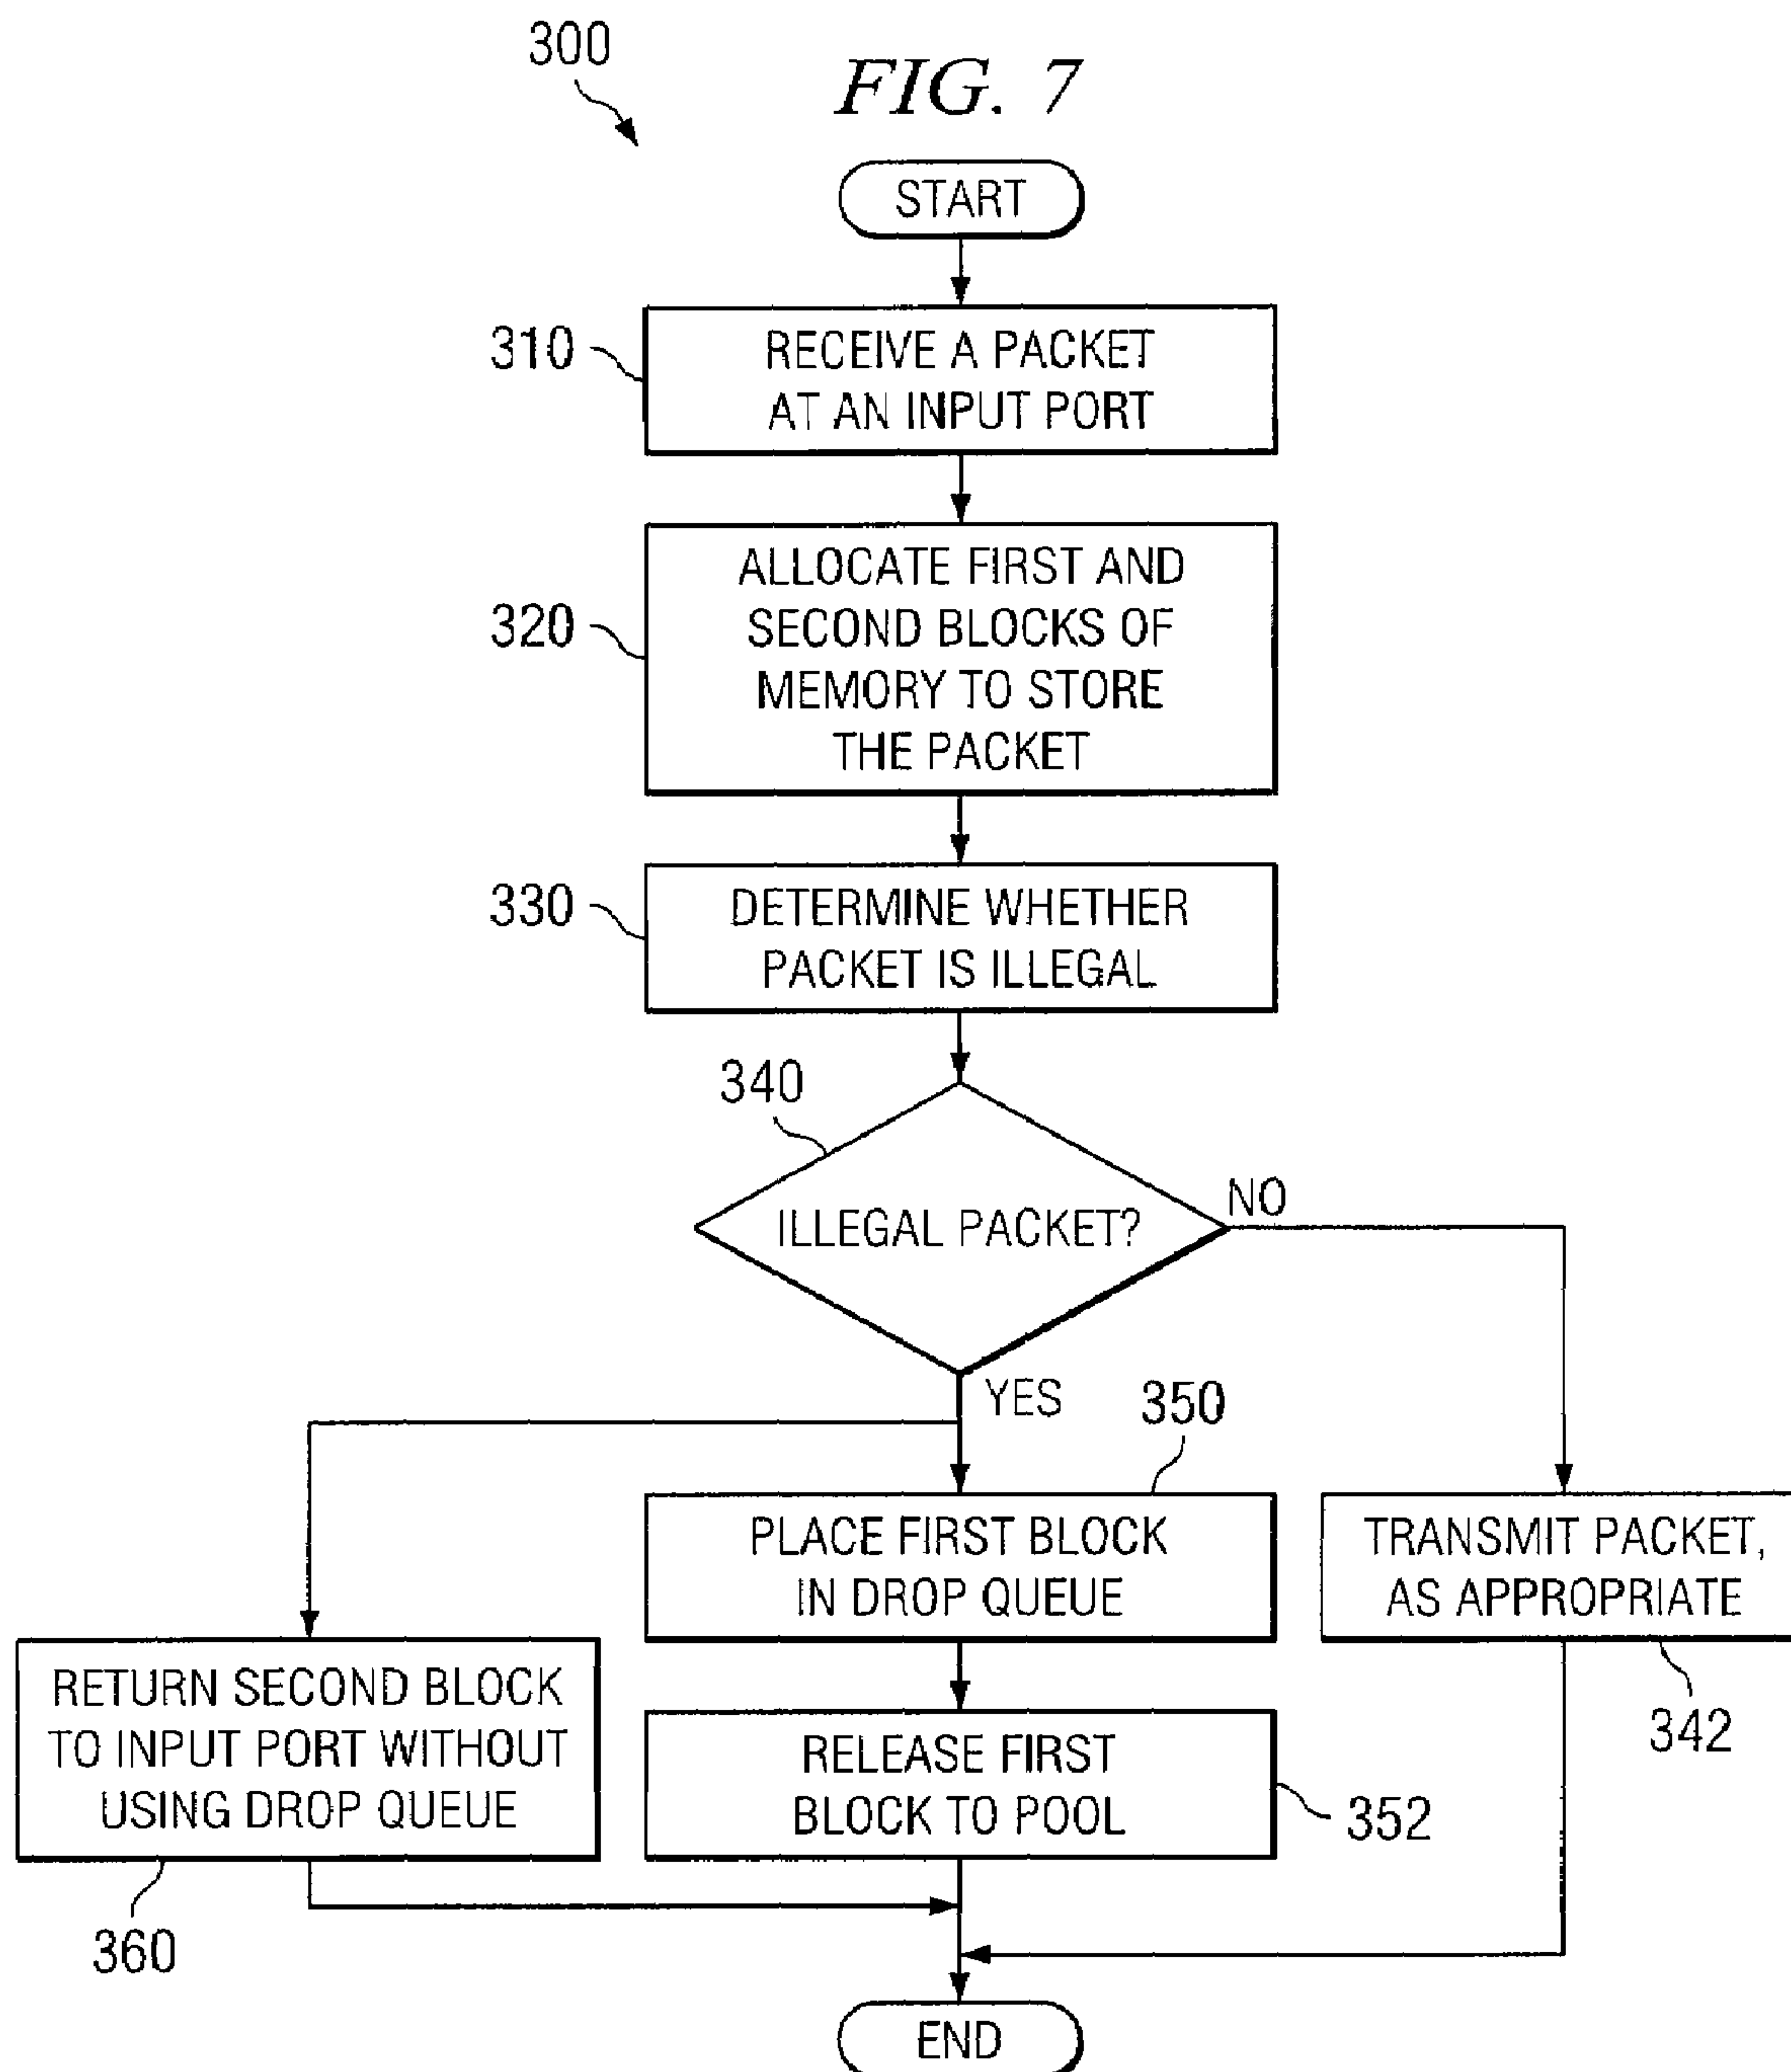 300
FIG. 7
START
310
RECEIVE A PACKET
AT AN INPUT PORT
320
ALLOCATE FIRST AND
SECOND BLOCKS OF
MEMORY TO STORE
THE PACKET
330
DETERMINE WHETHER
PACKET IS ILLEGAL
340
ILLEGAL PACKET?
NO
YES
350
PLACE FIRST BLOCK
IN DROP QUEUE
TRANSMIT PACKET,
AS APPROPRIATE
342
RETURN SECOND BLOCK
TO INPUT PORT WITHOUT
USING DROP QUEUE
360
RELEASE FIRST
BLOCK TO POOL
352
END